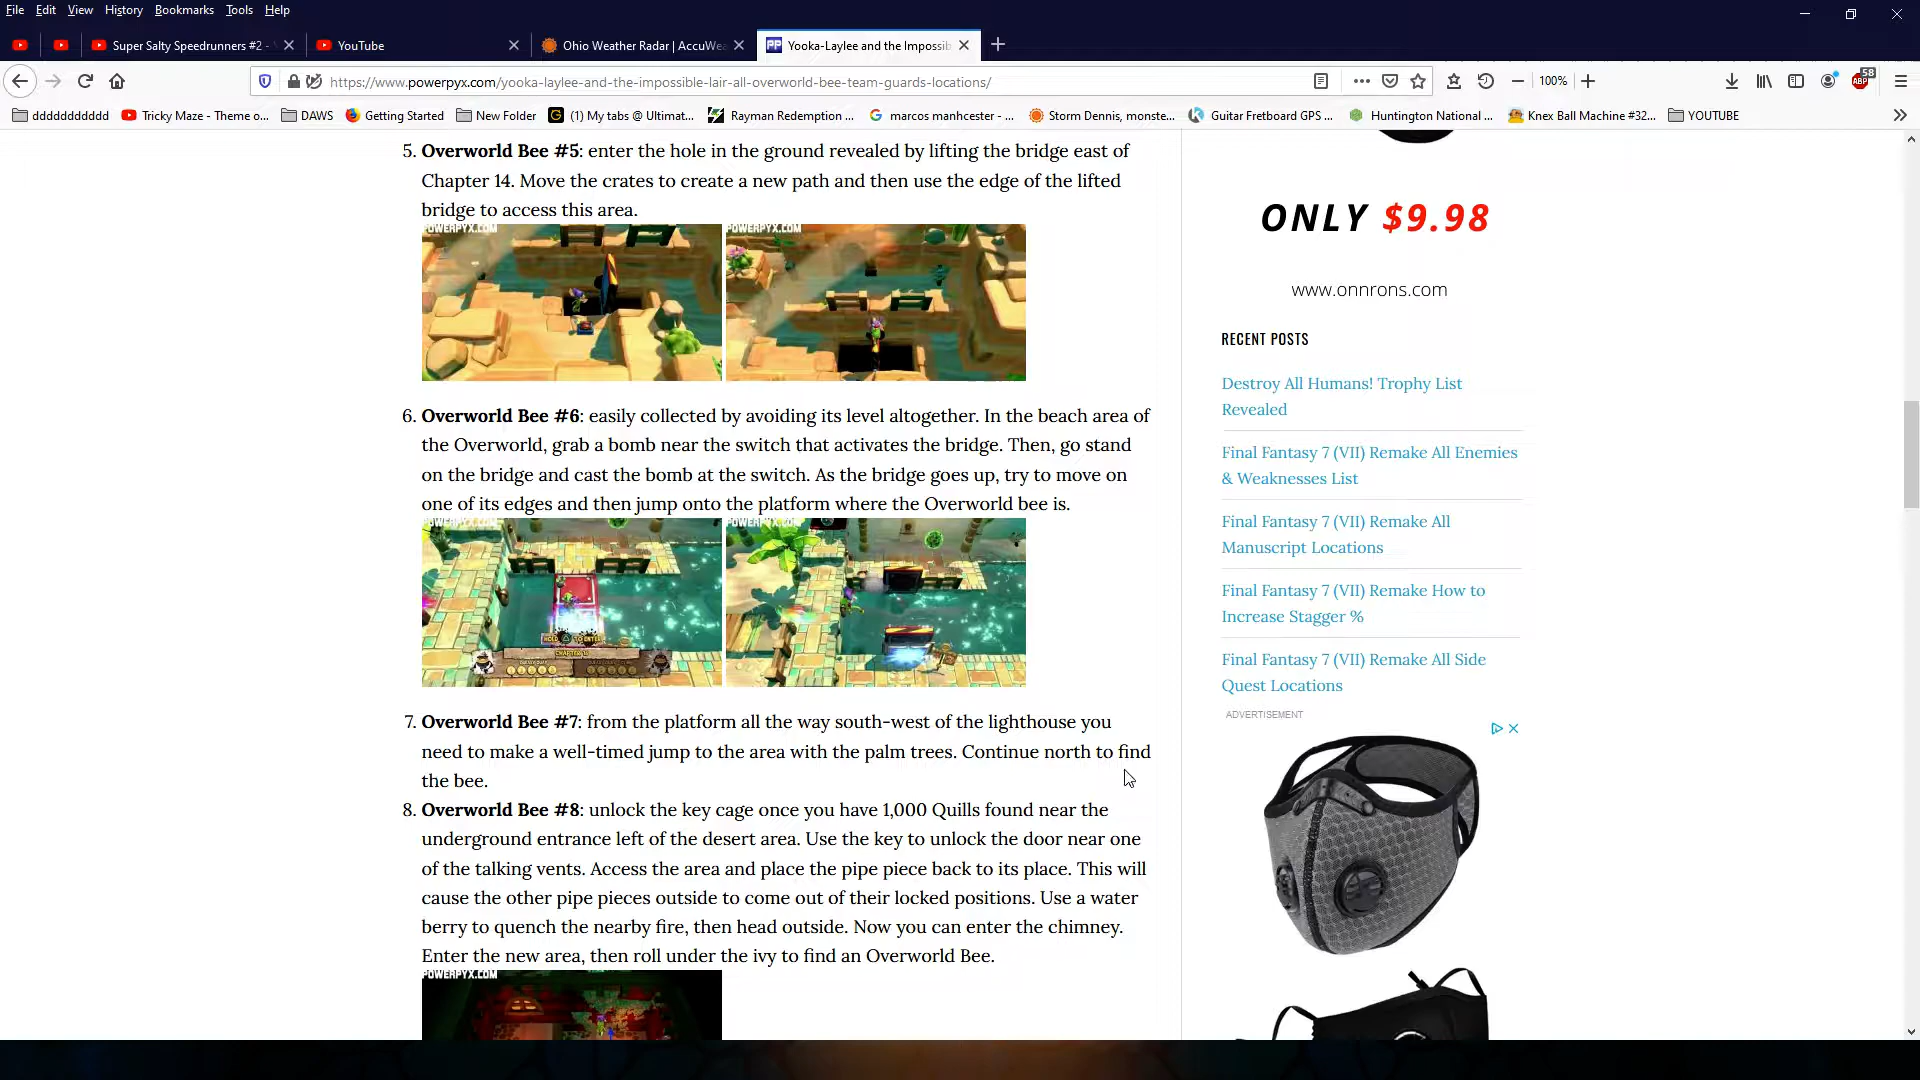 File Edit View History Bookmarks Tools Help
Super Salty Speedrunners #2 -
YouTube
Ohio Weather Radar | AccuWea
Yooka-Laylee and the Impossib
https://www.powerpyx.com/yooka-laylee-and-the-impossible-lair-all-overworld-bee-team-guards-locations/
100%
58
ABP
ddddddddddd
Tricky Maze - Theme o...
DAWS
Getting Started
New Folder
(1) My tabs @ Ultimat...
Rayman Redemption ...
marcos manhcester - ...
Storm Dennis, monste...
Guitar Fretboard GPS ...
Huntington National ...
Knex Ball Machine #32...
YOUTUBE
5. Overworld Bee #5: enter the hole in the ground revealed by lifting the bridge east of
Chapter 14. Move the crates to create a new path and then use the edge of the lifted
bridge to access this area.
POWERPYX.COM
POWERPYX.COM
6. Overworld Bee #6: easily collected by avoiding its level altogether. In the beach area of
the Overworld, grab a bomb near the switch that activates the bridge. Then, go stand
on the bridge and cast the bomb at the switch. As the bridge goes up, try to move on
one of its edges and then jump onto the platform where the Overworld bee is.
POWERPYX.COM
POWERPYX.COM
7. Overworld Bee #7: from the platform all the way south-west of the lighthouse you
need to make a well-timed jump to the area with the palm trees. Continue north to find
the bee.
8. Overworld Bee #8: unlock the key cage once you have 1,000 Quills found near the
underground entrance left of the desert area. Use the key to unlock the door near one
of the talking vents. Access the area and place the pipe piece back to its place. This will
cause the other pipe pieces outside to come out of their locked positions. Use a water
berry to quench the nearby fire, then head outside. Now you can enter the chimney.
Enter the new area, then roll under the ivy to find an Overworld Bee.
POWERPYX.COM
ONLY $9.98
www.onnrons.com
RECENT POSTS
Destroy All Humans! Trophy List
Revealed
Final Fantasy 7 (VII) Remake All Enemies
& Weaknesses List
Final Fantasy 7 (VII) Remake All
Manuscript Locations
Final Fantasy 7 (VII) Remake How to
Increase Stagger %
Final Fantasy 7 (VII) Remake All Side
Quest Locations
ADVERTISEMENT